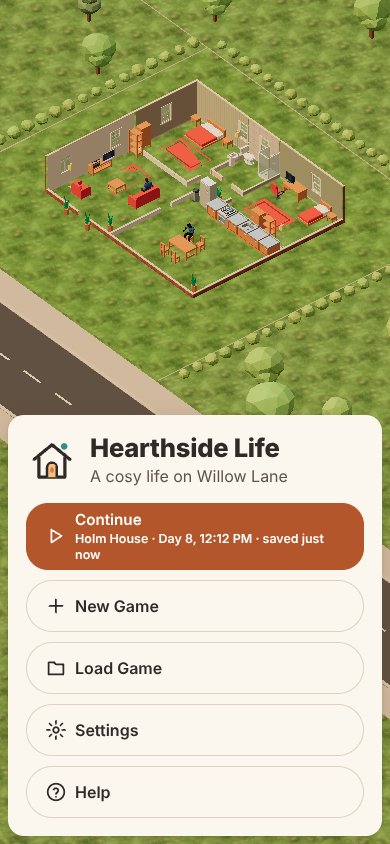 Hearthside Life
A cosy life on Willow Lane
Continue
Holm House · Day 8, 12:12 PM · saved just
now
New Game
Load Game
Settings
Help